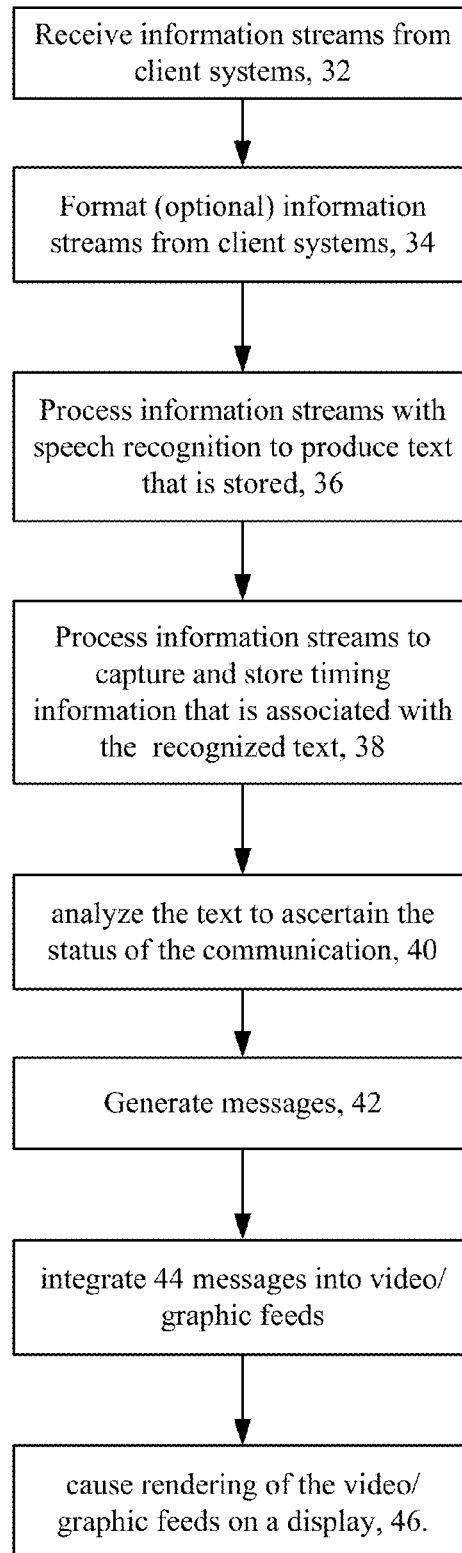 Receive information streams from
client systems, 32
Format (optional) information
streams from client systems, 34
Process information streams with
speech recognition to produce text
that is stored, 36
Process information streams to
capture and store timing
information that is associated with
the recognized text, 38
analyze the text to ascertain the
status of the communication, 40
Generate messages, 42
integrate 44 messages into video/
graphic feeds
cause rendering of the video/
graphic feeds on a display, 46.